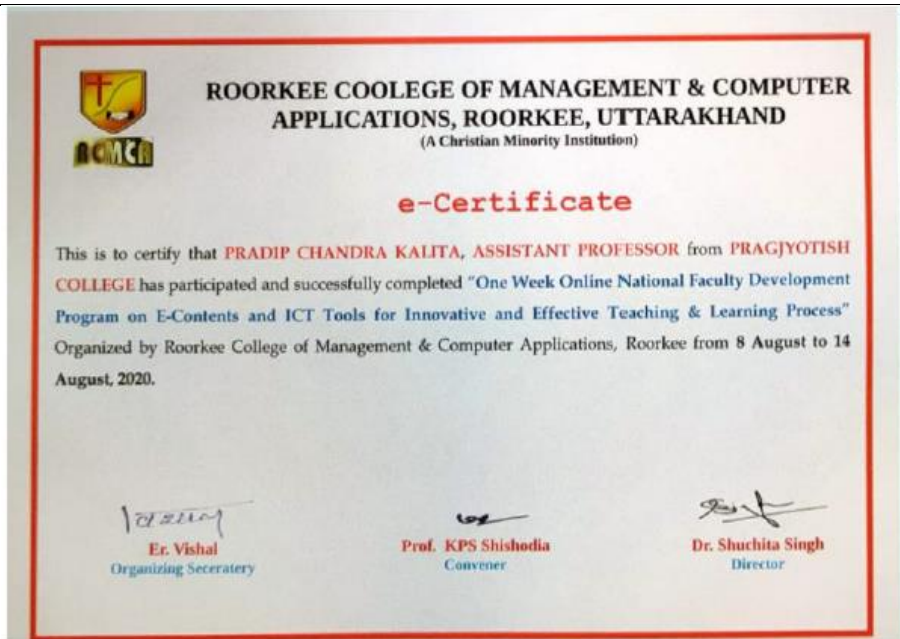 RCMCA
ROORKEE COOLEGE OF MANAGEMENT & COMPUTER
APPLICATIONS, ROORKEE, UTTARAKHAND
(A Christian Minority Institution)
e-Certificate
This is to certify that PRADIP CHANDRA KALITA, ASSISTANT PROFESSOR from PRAGJYOTISH
COLLEGE has participated and successfully completed "One Week Online National Faculty Development
Program on E-Contents and ICT Tools for Innovative and Effective Teaching & Learning Process"
Organized by Roorkee College of Management & Computer Applications, Roorkee from 8 August to 14
August, 2020.
Er. Vishal
Organizing Seceratery
Prof. KPS Shishodia
Convener
Dr. Shuchita Singh
Director